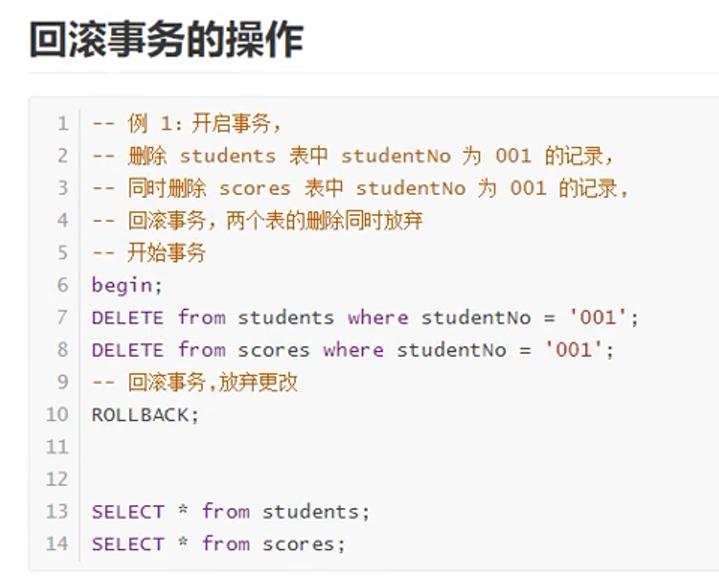 回滚事务的操作
1 -- 例 1：开启事务，
2 -- 删除 students 表中 studentNo 为 001 的记录，
3 -- 同时删除 scores 表中 studentNo 为 001 的记录，
4 -- 回滚事务，两个表的删除同时放弃
5 -- 开始事务
6 begin;
7 DELETE from students where studentNo = '001';
8 DELETE from scores where studentNo = '001';
9 -- 回滚事务,放弃更改
10 ROLLBACK;
11
12
13 SELECT * from students;
14 SELECT * from scores;